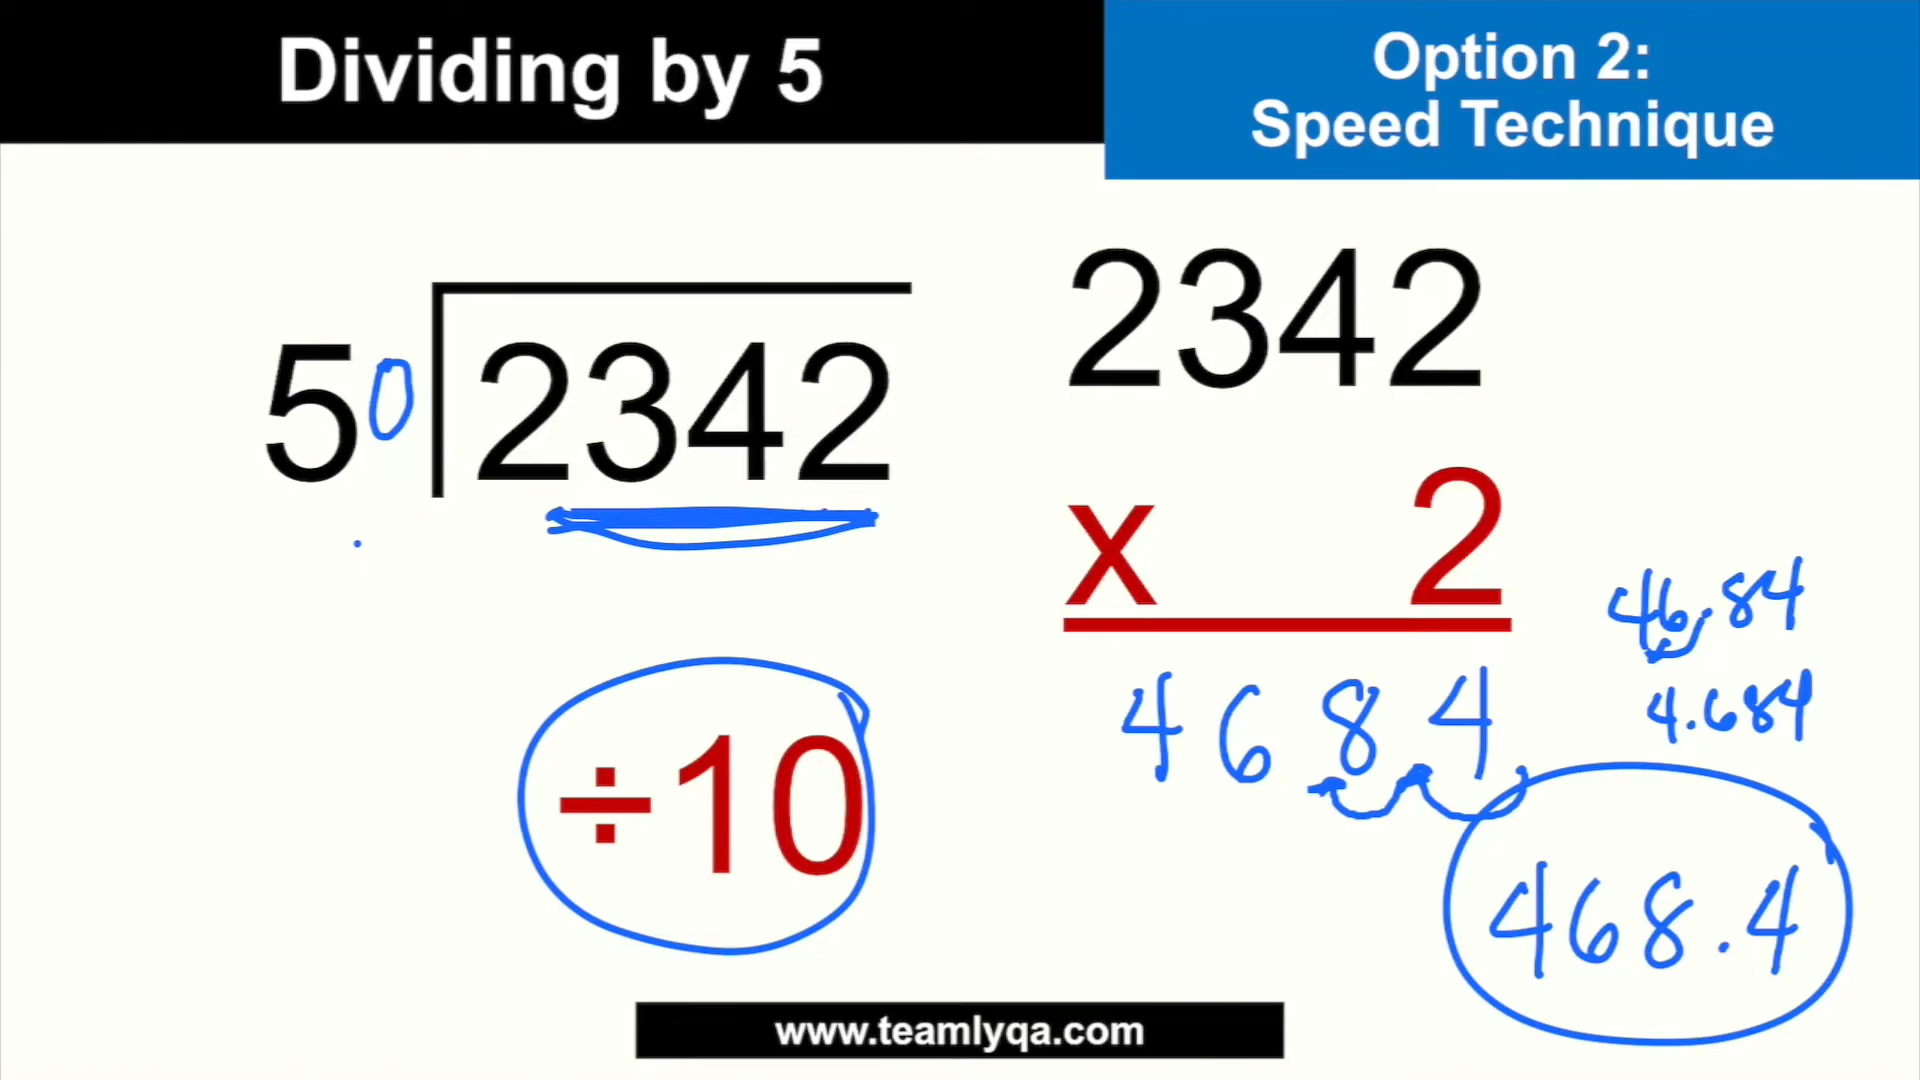 Dividing by 5
Option 2:
Speed Technique
50 2342
2342
x 2
46.84
4684
4.684
÷10
468.4
www.teamlyqa.com